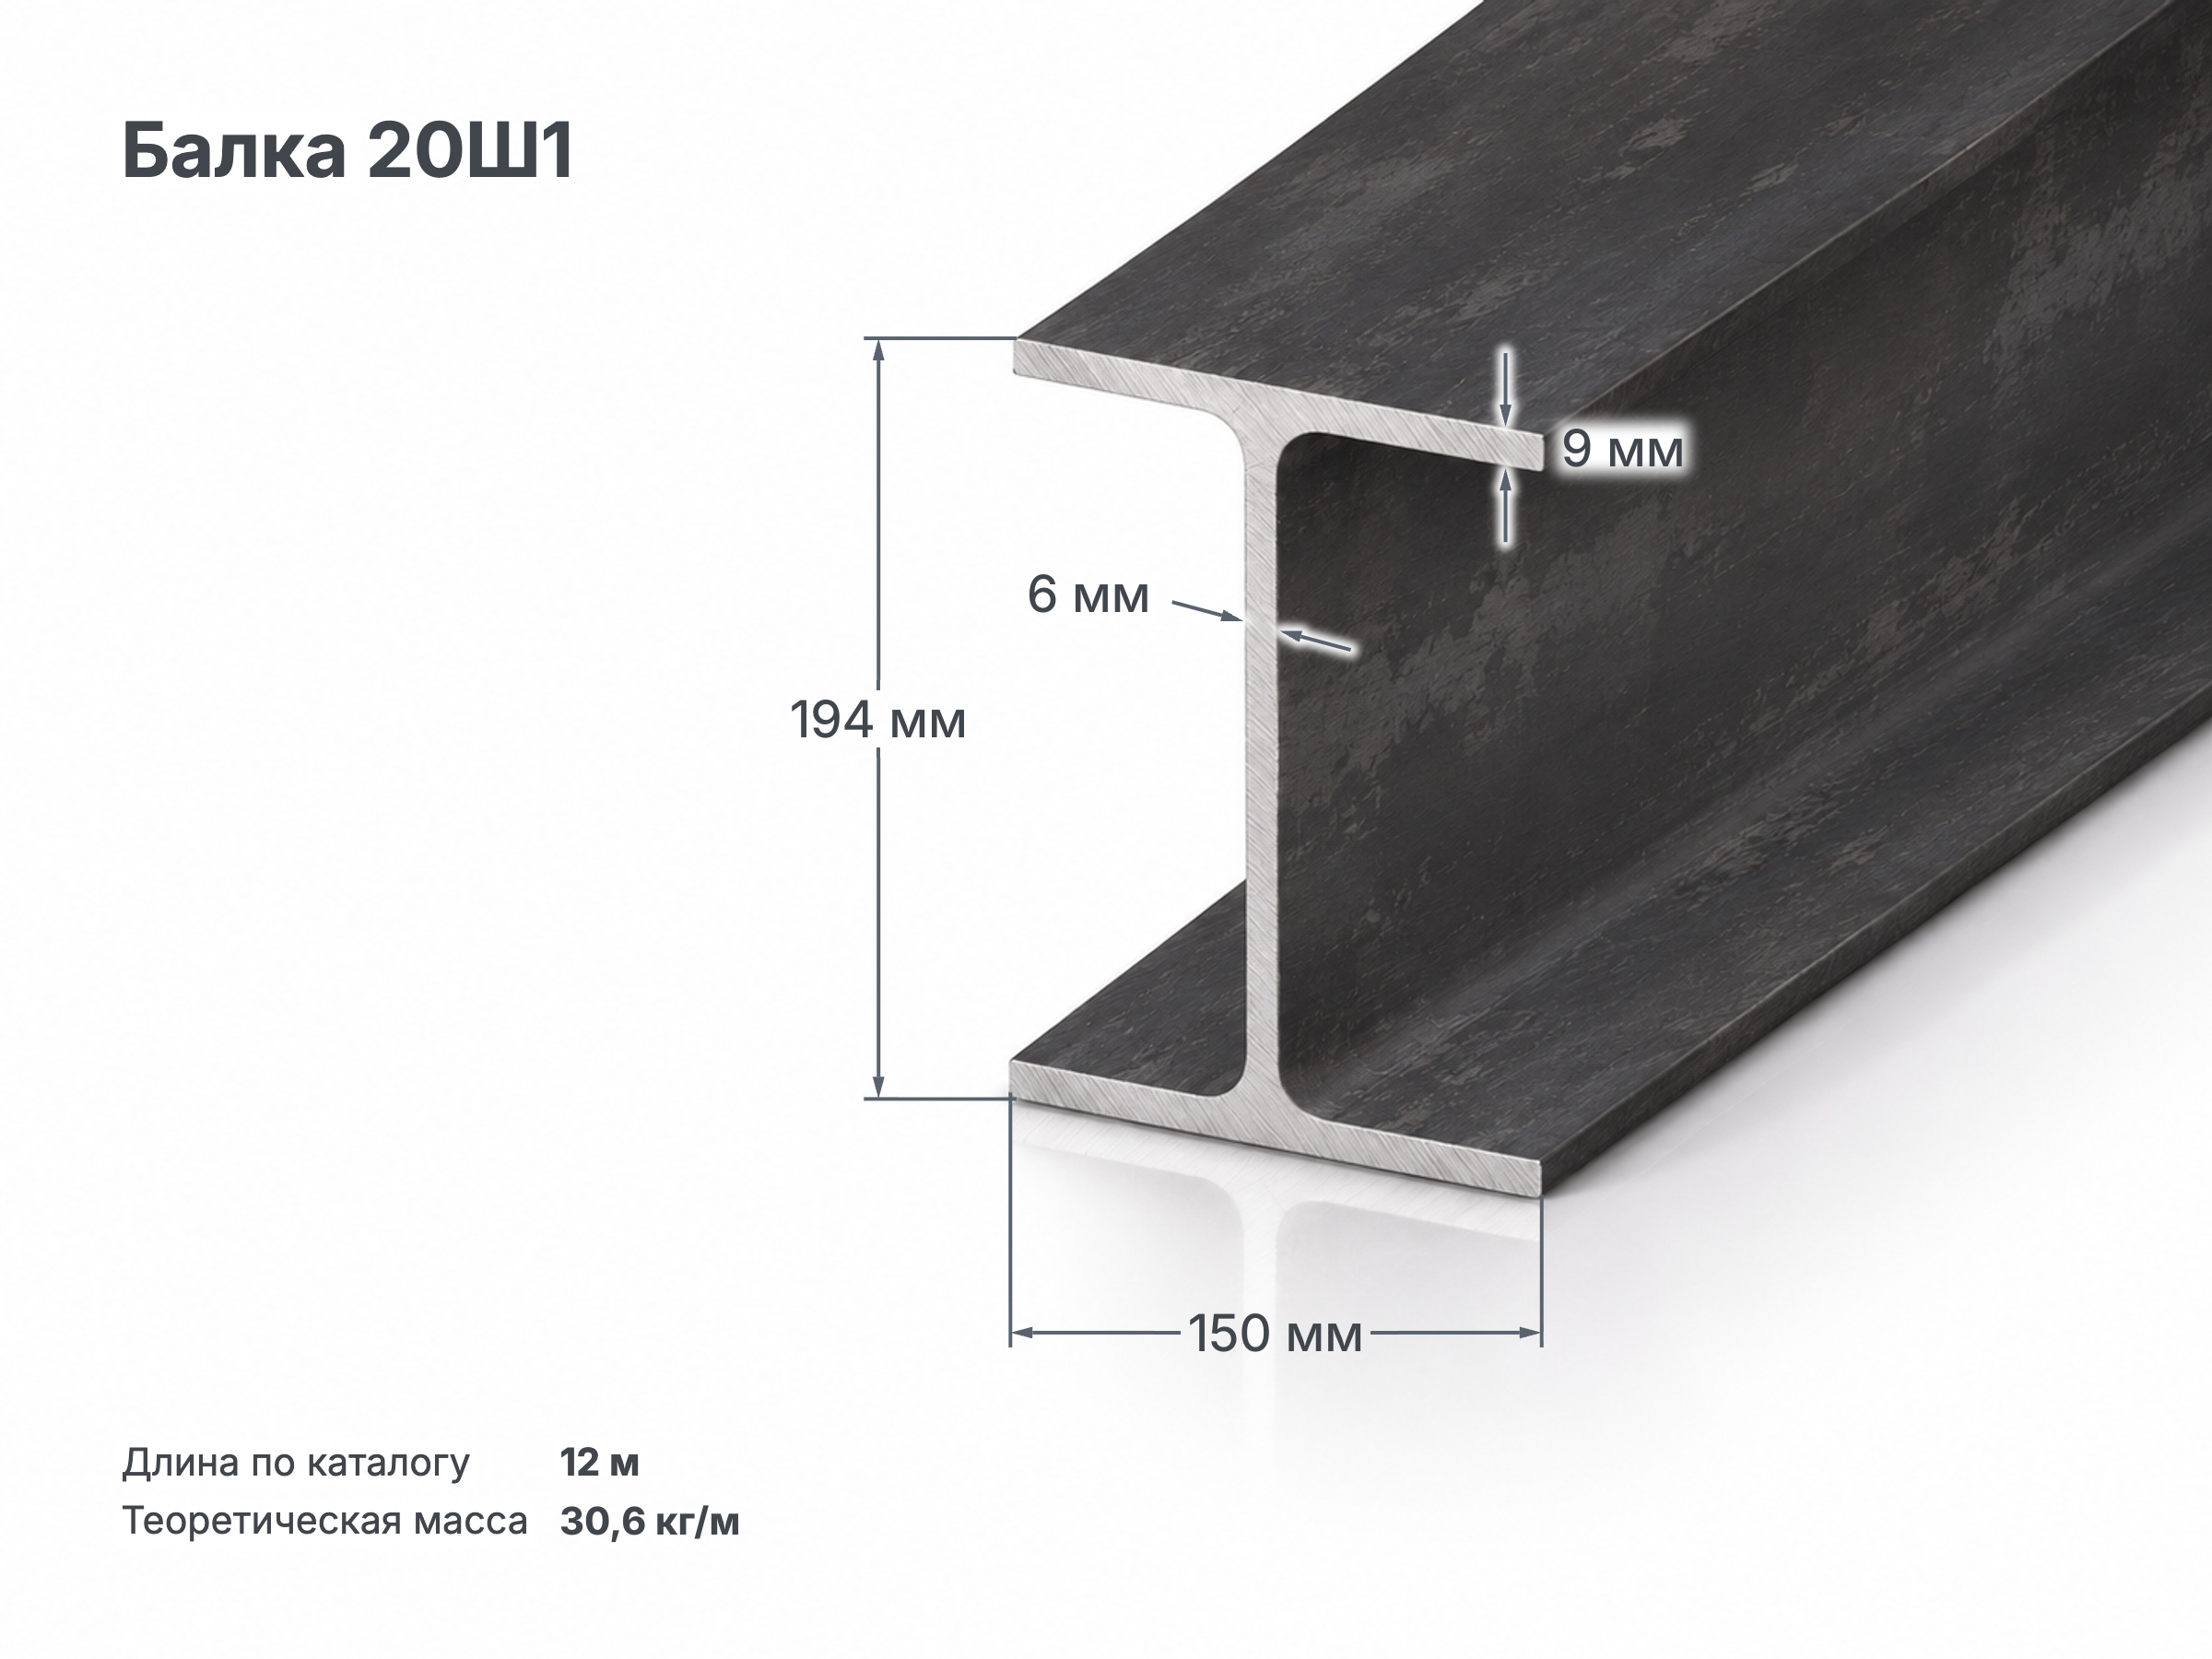 Балка 20Ш1
9 мм
6 мм
194 мм
150 мм
Длина по каталогу 12 м
Теоретическая масса 30,6 кг/м